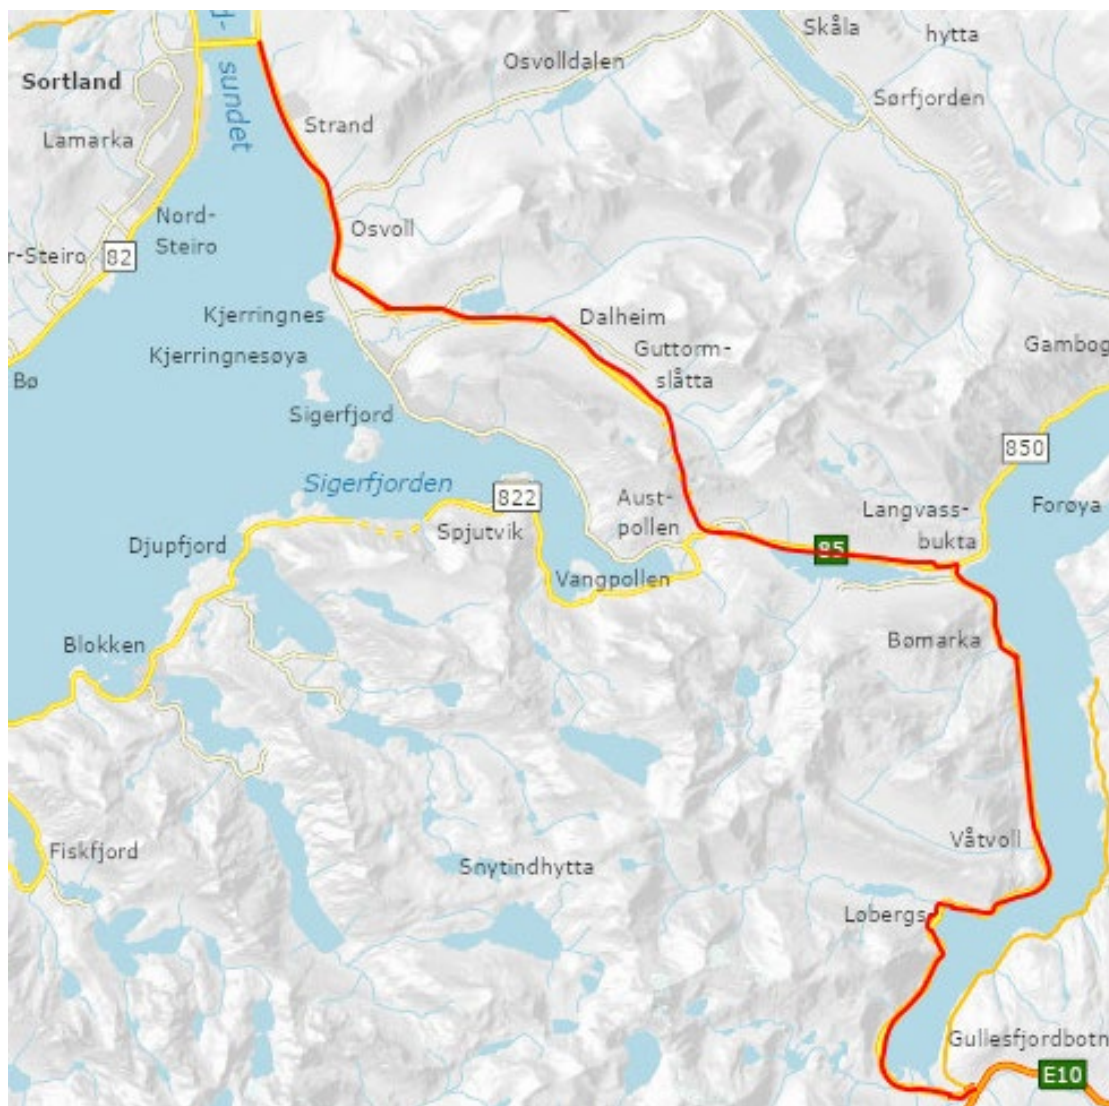 Skåla
hytta
d-
sundet
Osvolldalen
Sortland
Sørfjorden
Strand
Lamarka
Nord-
Steiro
Osvoll
r-Steiro
82
Kjerringnes
Dalheim
Kjerringnesøya
Guttorm-
slåtta
Gambog
Bø
Sigerfjord
850
Sigerfjorden
822
Aust-
pollen
Langvass-
bukta
Forøya
Spjutvik
Djupfjord
85
Vangpollen
Blokken
Bømarka
Våtvoll
Fiskfjord
Snytindhytta
Løbergs
Gullesfjordbotn
E10